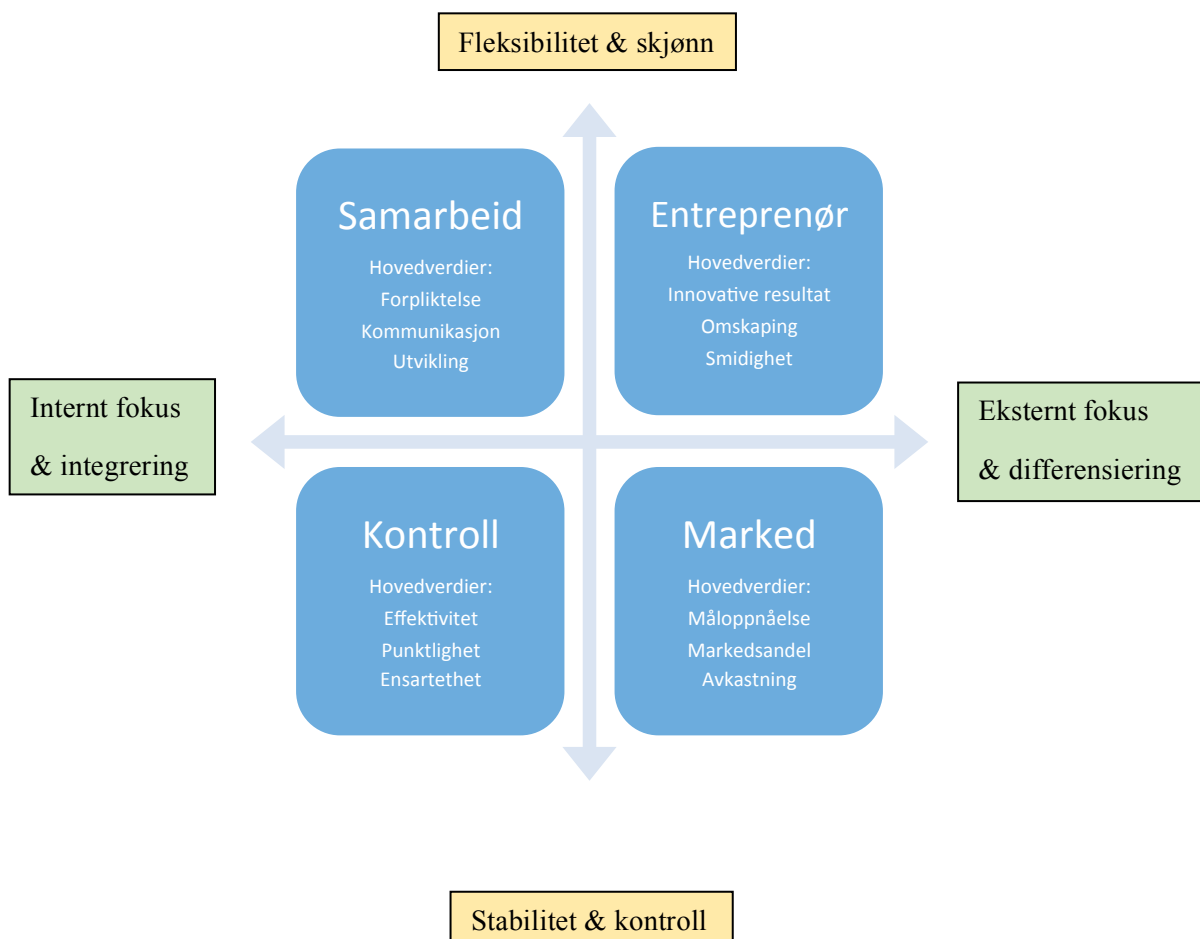 Fleksibilitet & skjønn
Samarbeid
Hovedverdier:
Forpliktelse
Kommunikasjon
Utvikling
Entreprenør
Hovedverdier:
Innovative resultat
Omskaping
Smidighet
Internt fokus
& integrering
Eksternt fokus
& differensiering
Kontroll
Hovedverdier:
Effektivitet
Punktlighet
Ensartethet
Marked
Hovedverdier:
Måloppnåelse
Markedsandel
Avkastning
Stabilitet & kontroll